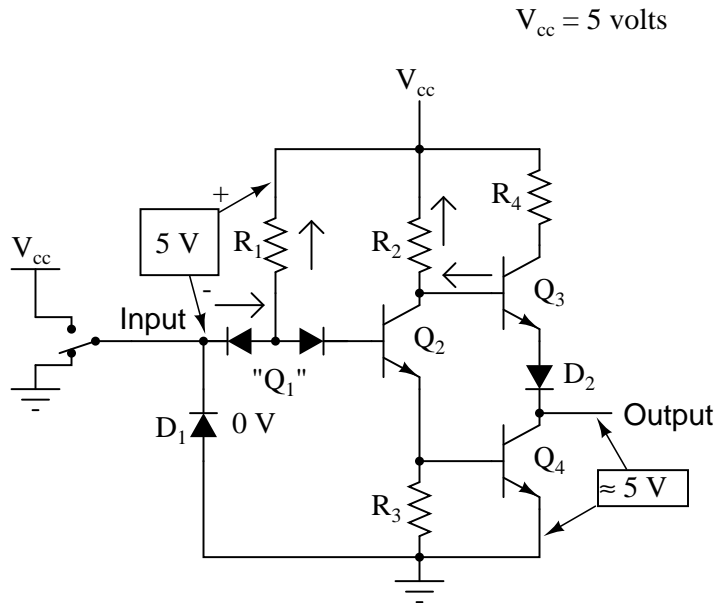 V_cc = 5 volts
V_cc
R_4
+
5 V
R_1
R_2
V_cc
-
Q_3
Input
Q_2
"Q_1"
D_2
D_1
0 V
Output
Q_4
R_3
≈ 5 V